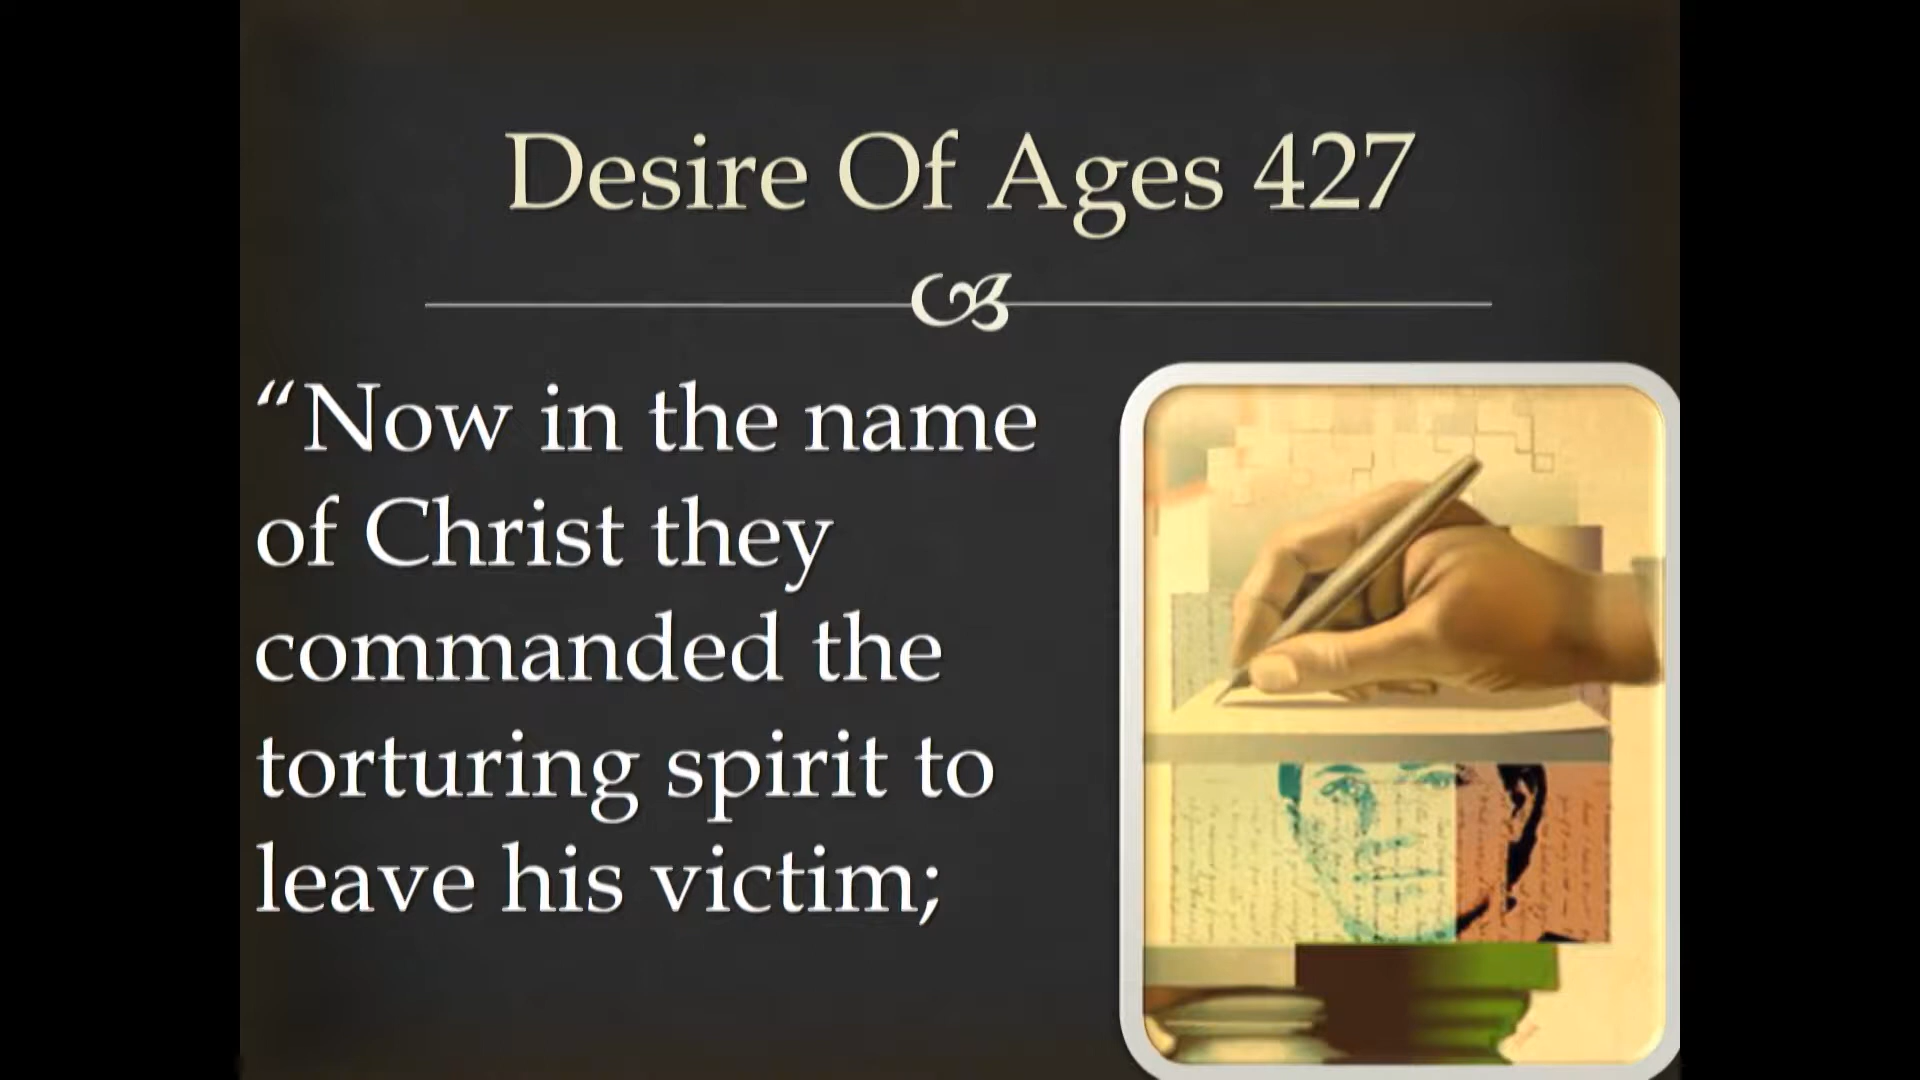 Desire Of Ages 427
“Now in the name
of Christ they
commanded the
torturing spirit to
leave his victim;